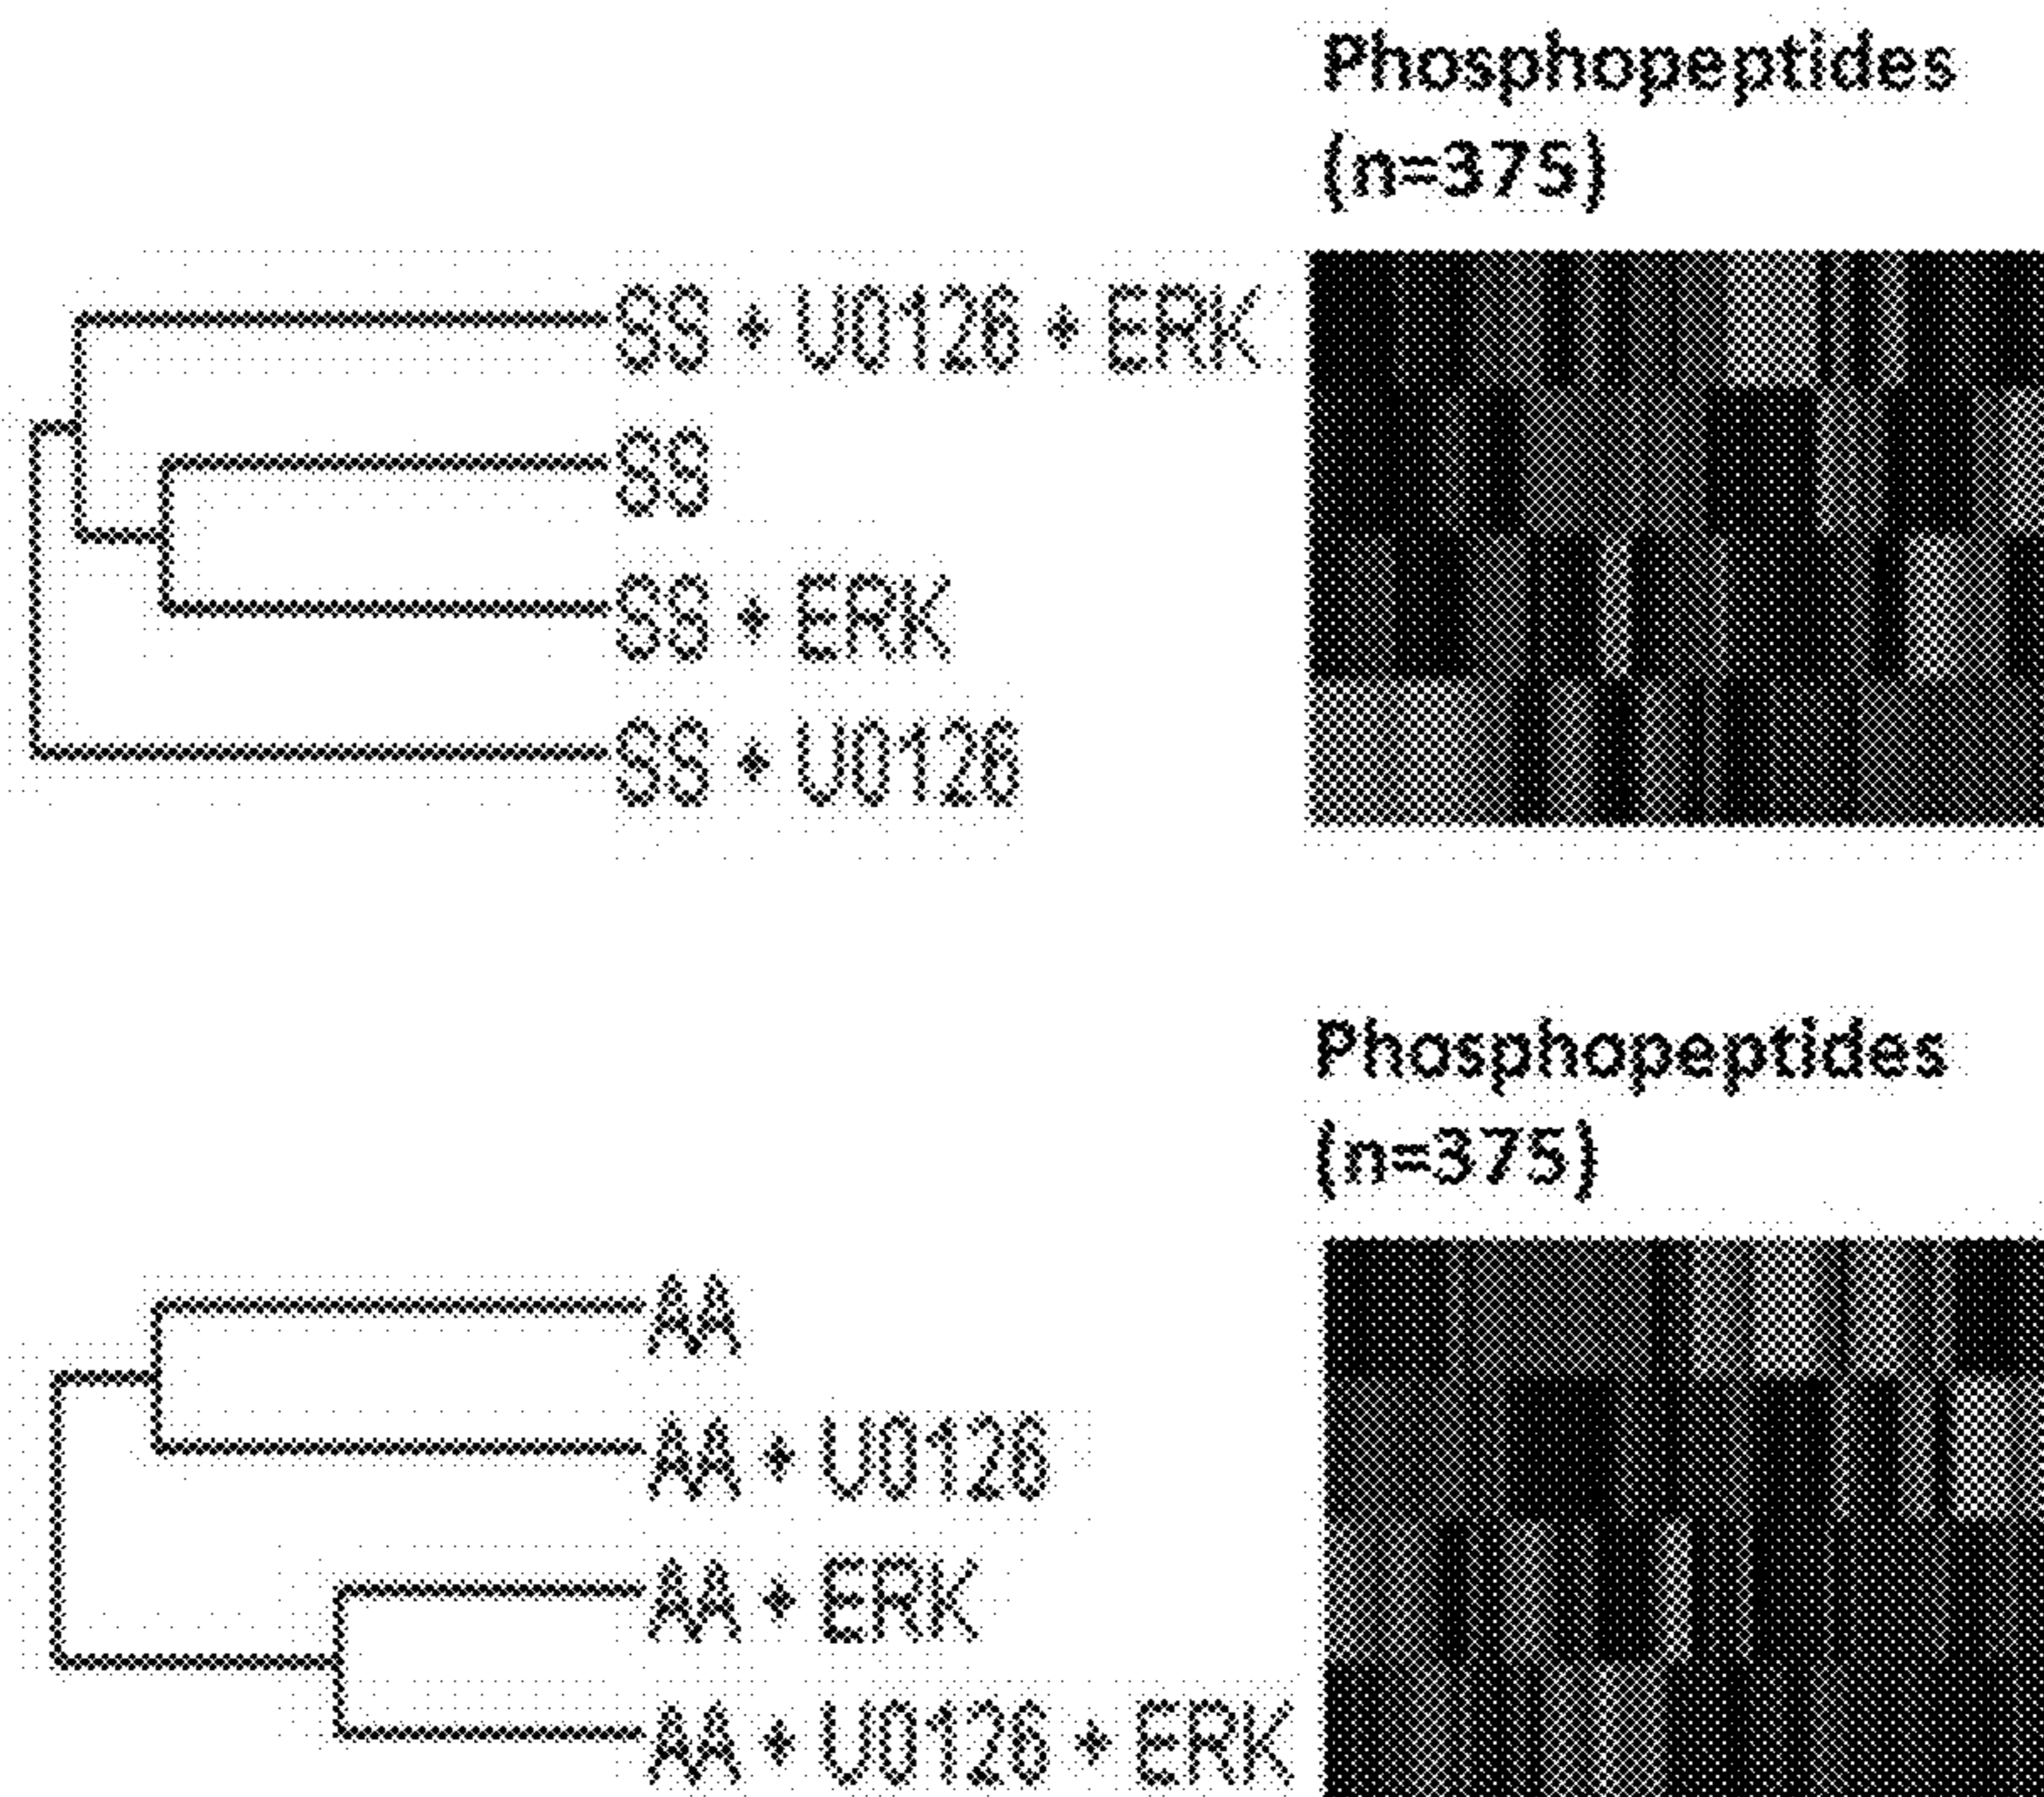 Phosphopeptides
(n=375)
SS + U0126 + ERK
SS
SS + ERK
SS + U0126
Phosphopeptides
(n=375)
AA
AA + U0126
AA + ERK
AA + U0126 + ERK